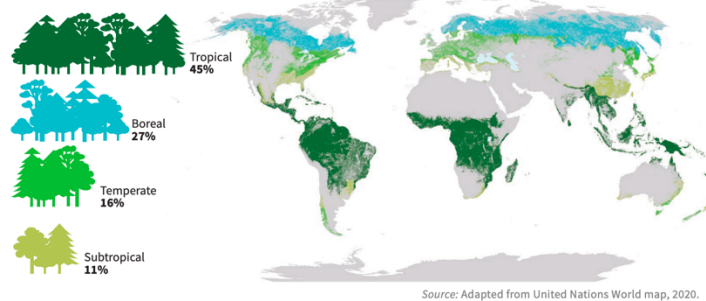 Tropical
45%
Boreal
27%
Temperate
16%
Subtropical
11%
Source: Adapted from United Nations World map, 2020.